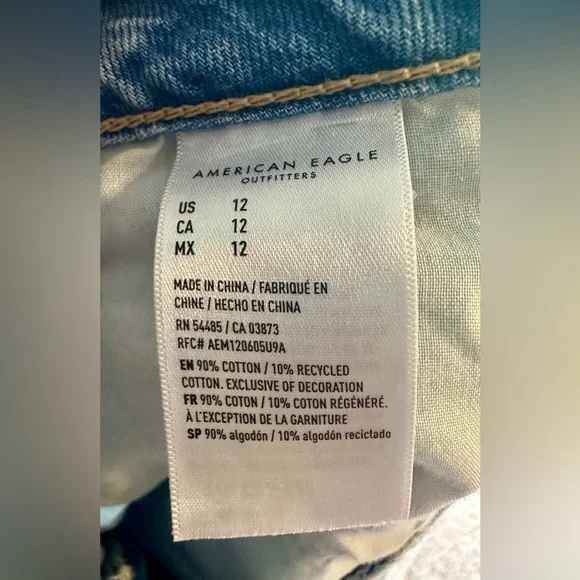 AMERICAN EAGLE
OUTFITTERS
US 12
CA 12
MX 12
MADE IN CHINA / FABRIQUÉ EN
CHINE / HECHO EN CHINA
RN 54485 / CA 03873
RFC# AEM120605U9A
EN 90% COTTON / 10% RECYCLED
COTTON. EXCLUSIVE OF DECORATION
FR 90% COTON / 10% COTON RÉGÉNÉRÉ.
À L'EXCEPTION DE LA GARNITURE
SP 90% algodón / 10% algodón reciclado